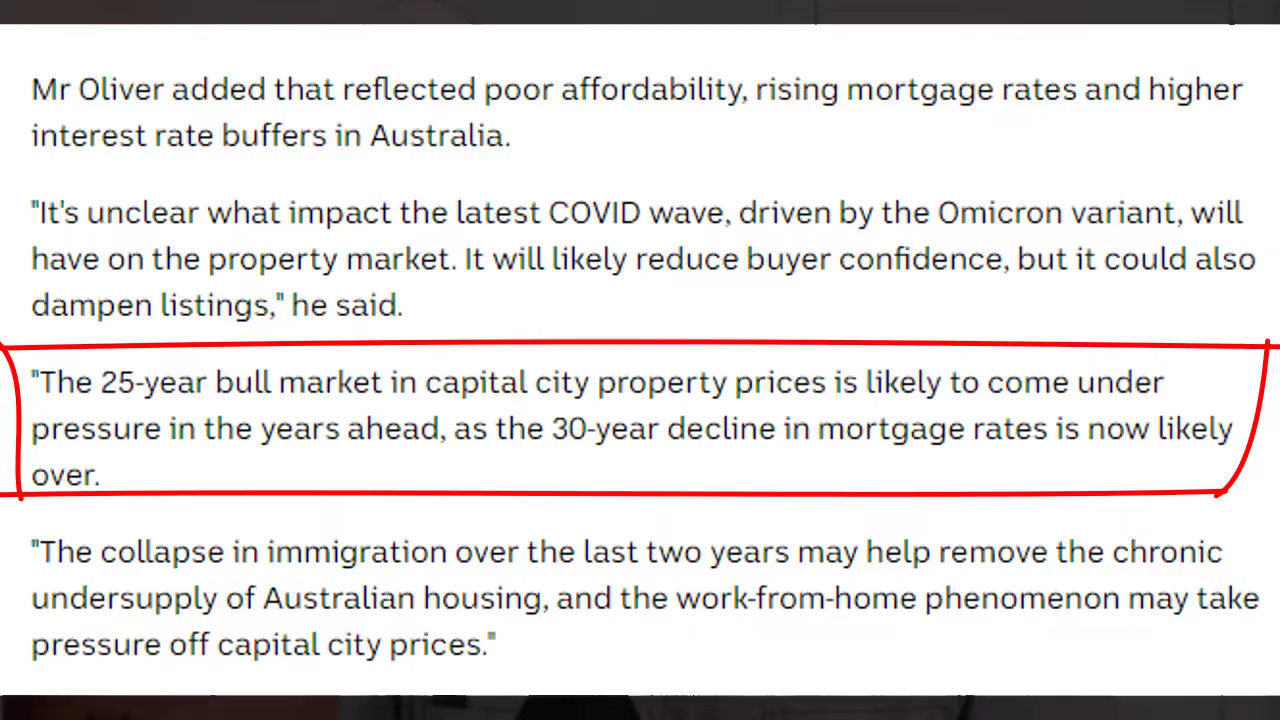 Mr Oliver added that reflected poor affordability, rising mortgage rates and higher
interest rate buffers in Australia.
"It's unclear what impact the latest COVID wave, driven by the Omicron variant, will
have on the property market. It will likely reduce buyer confidence, but it could also
dampen listings," he said.
"The 25-year bull market in capital city property prices is likely to come under
pressure in the years ahead, as the 30-year decline in mortgage rates is now likely
over.
"The collapse in immigration over the last two years may help remove the chronic
undersupply of Australian housing, and the work-from-home phenomenon may take
pressure off capital city prices."